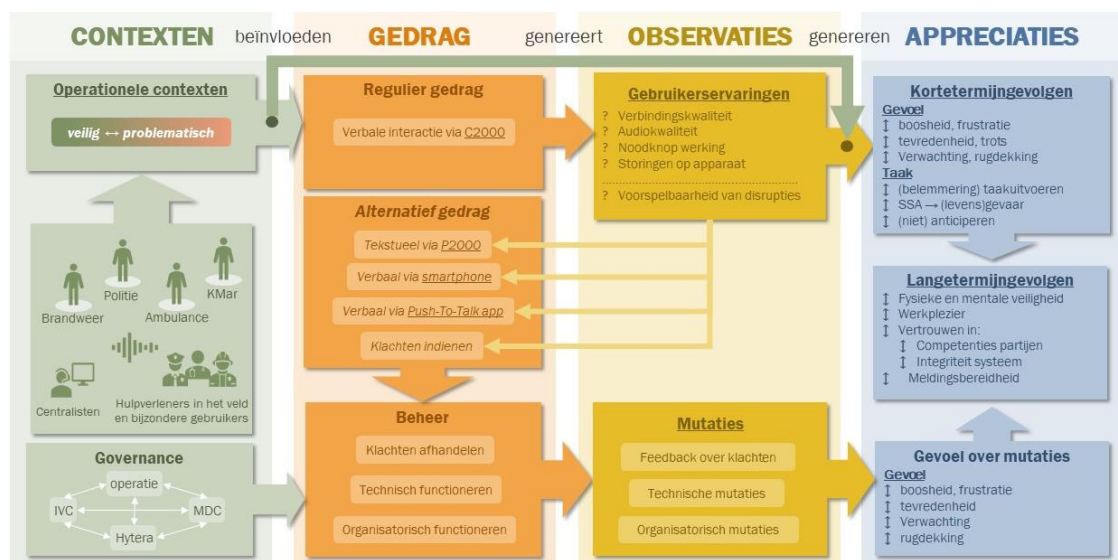 CONTEXTEN
beïnvloeden
GEDRAG
genereert
OBSERVATIES
genereren
APPRECIATIES
Operationele contexten
veilig ↔ problematisch
Brandweer
Politie
Ambulance
KMar
Centralisten
Hulpverleners in het veld
en bijzondere gebruikers
Governance
operatie
IVC
MDC
Hytera
Regulier gedrag
Verbale interactie via C2000
Alternatief gedrag
Tekstueel via P2000
Verbaal via smartphone
Verbaal via Push-To-Talk app
Klachten indienen
Beheer
Klachten afhandelen
Technisch functioneren
Organisatorisch functioneren
Gebruikerservaringen
? Verbindingskwaliteit
? Audiokwaliteit
? Noodknop werking
? Storingen op apparaat
? Voorspelbaarheid van disrupties
Mutaties
Feedback over klachten
Technische mutaties
Organisatorisch mutaties
Kortetermijngevolgen
Gevoel
↕ boosheid, frustratie
↕ tevredenheid, trots
↕ Verwachting, rugdekking
Taak
↕ (belemmering) taakuitvoeren
↕ SSA → (levens)gevaar
↕ (niet) anticiperen
Langetermijngevolgen
↕ Fysieke en mentale veiligheid
↕ Werkplezier
↕ Vertrouwen in:
↕ Competenties partijen
↕ Integriteit systeem
↕ Meldingsbereidheid
Gevoel over mutaties
Gevoel
↕ boosheid, frustratie
↕ tevredenheid
↕ Verwachting
↕ rugdekking